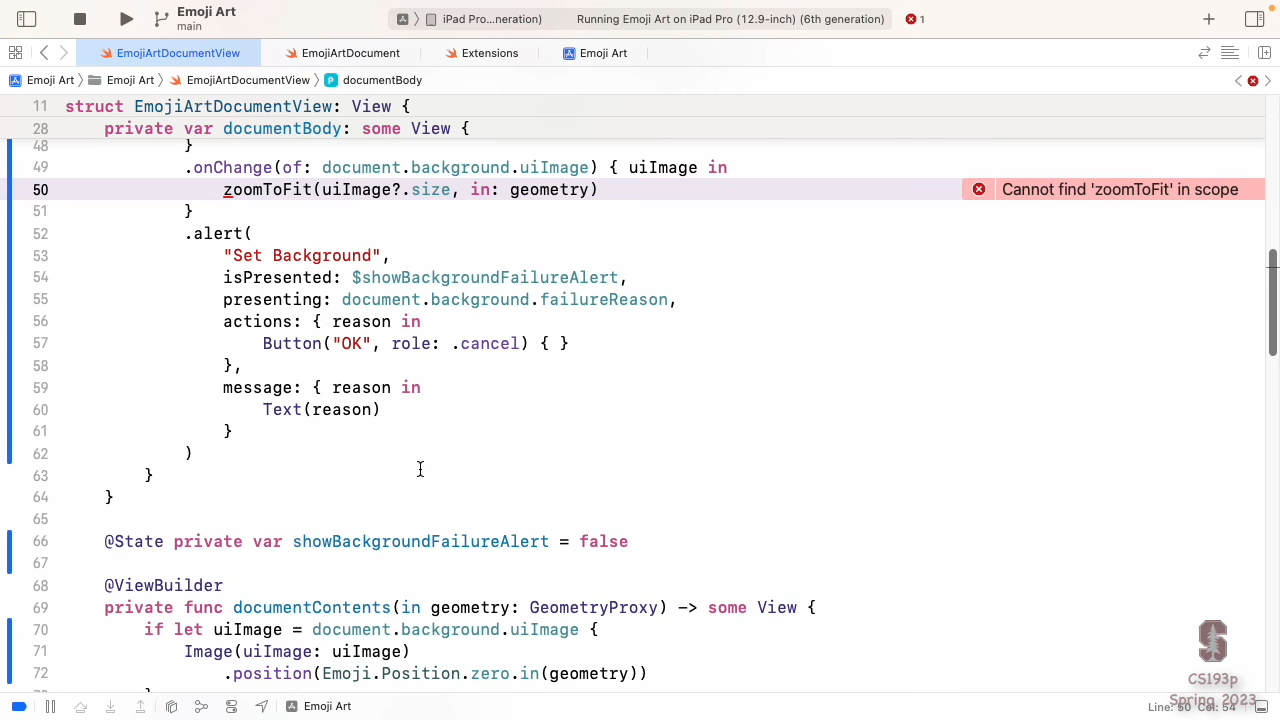 Emoji Art
main
iPad Pro...neration)
Running Emoji Art on iPad Pro (12.9-inch) (6th generation)
1
EmojiArtDocumentView
EmojiArtDocument
Extensions
Emoji Art
Emoji Art
Emoji Art
EmojiArtDocumentView
P documentBody
11 struct EmojiArtDocumentView: View {
28 private var documentBody: some View {
48 }
49 .onChange(of: document.background.uiImage) { uiImage in
50 zoomToFit(uiImage?.size, in: geometry)
Cannot find 'zoomToFit' in scope
51 }
52 .alert(
53 "Set Background",
54 isPresented: $showBackgroundFailureAlert,
55 presenting: document.background.failureReason,
56 actions: { reason in
57 Button("OK", role: .cancel) { }
58 },
59 message: { reason in
60 Text(reason)
61 }
62 )
63 }
64 }
65
66 @State private var showBackgroundFailureAlert = false
67
68 @ViewBuilder
69 private func documentContents(in geometry: GeometryProxy) -> some View {
70 if let uiImage = document.background.uiImage {
71 Image(uiImage: uiImage)
72 .position(Emoji.Position.zero.in(geometry))
S
CS193p
Spring 2023
Emoji Art
Line: 50 Col: 54